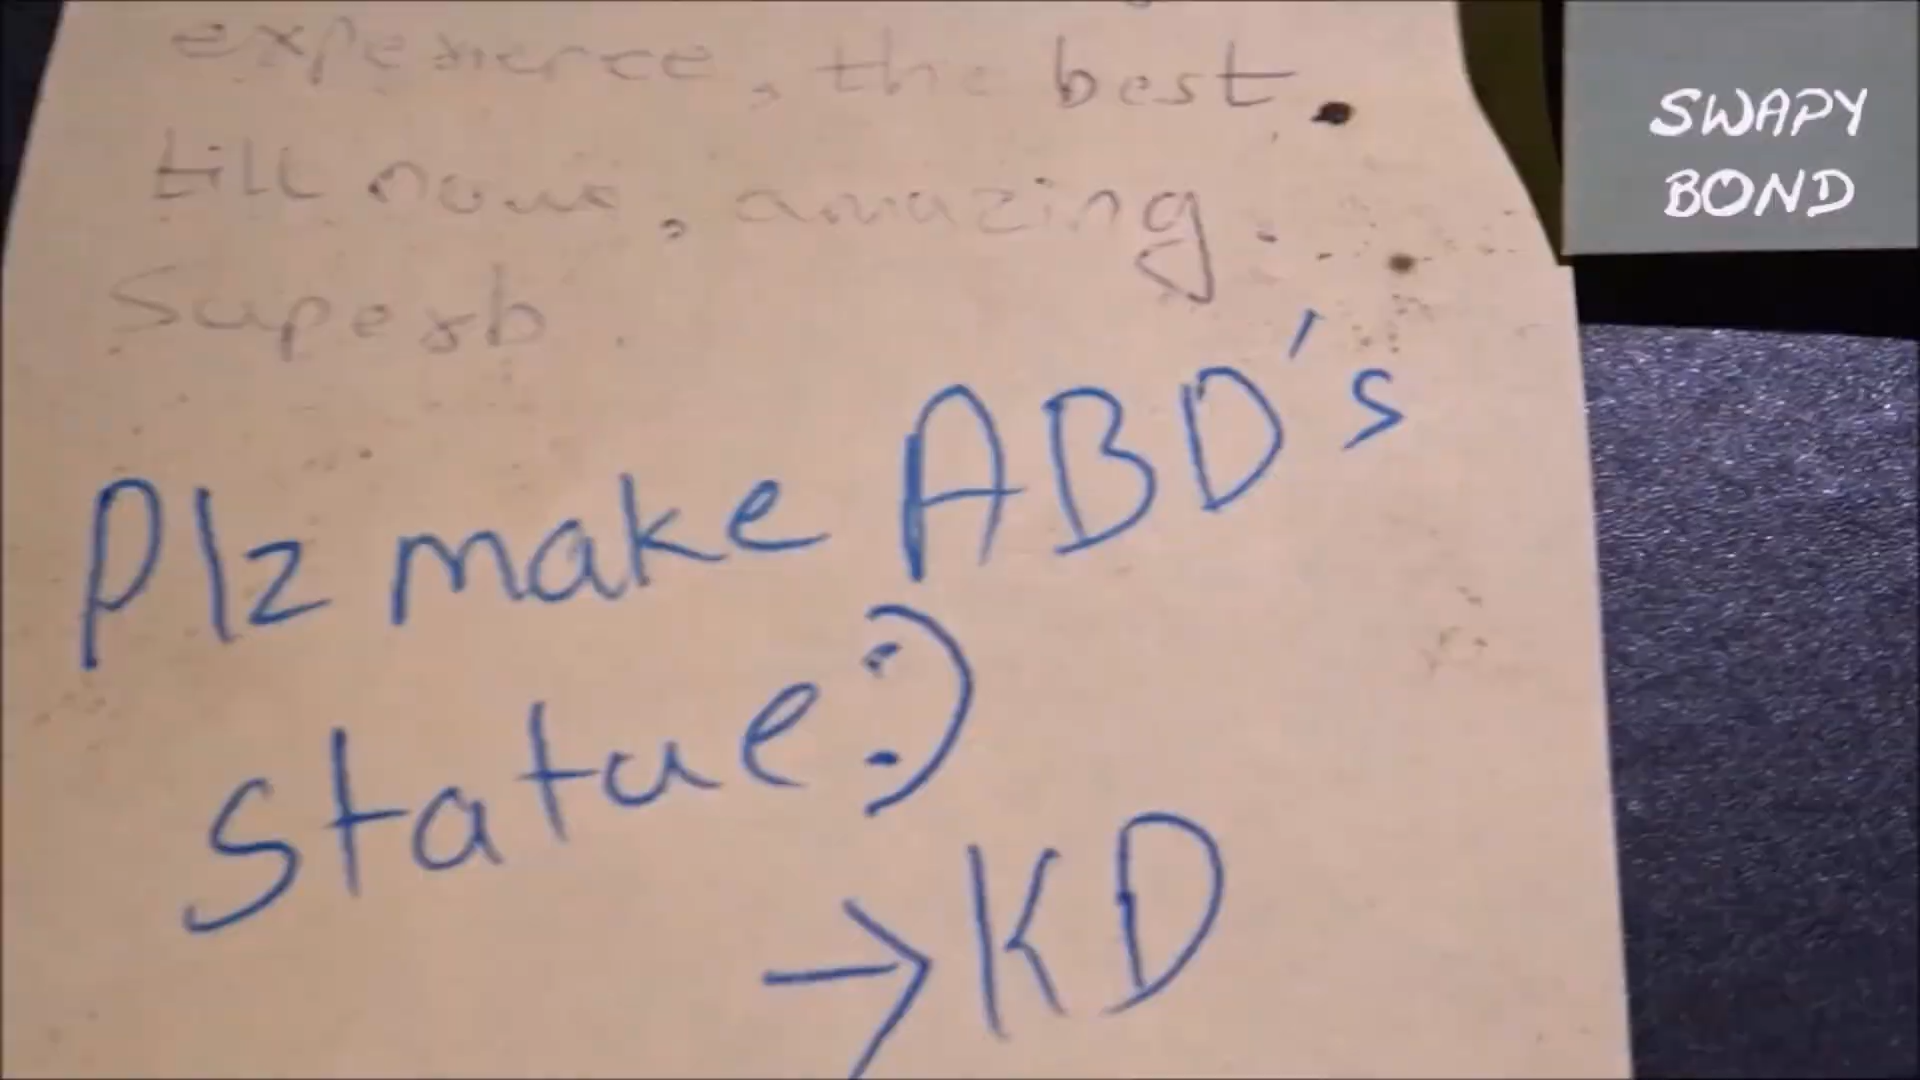 experience, the best.
till now, amazing.
Superb.
Plz make ABD's
statue :)
→ KD
SWAPY
BOND